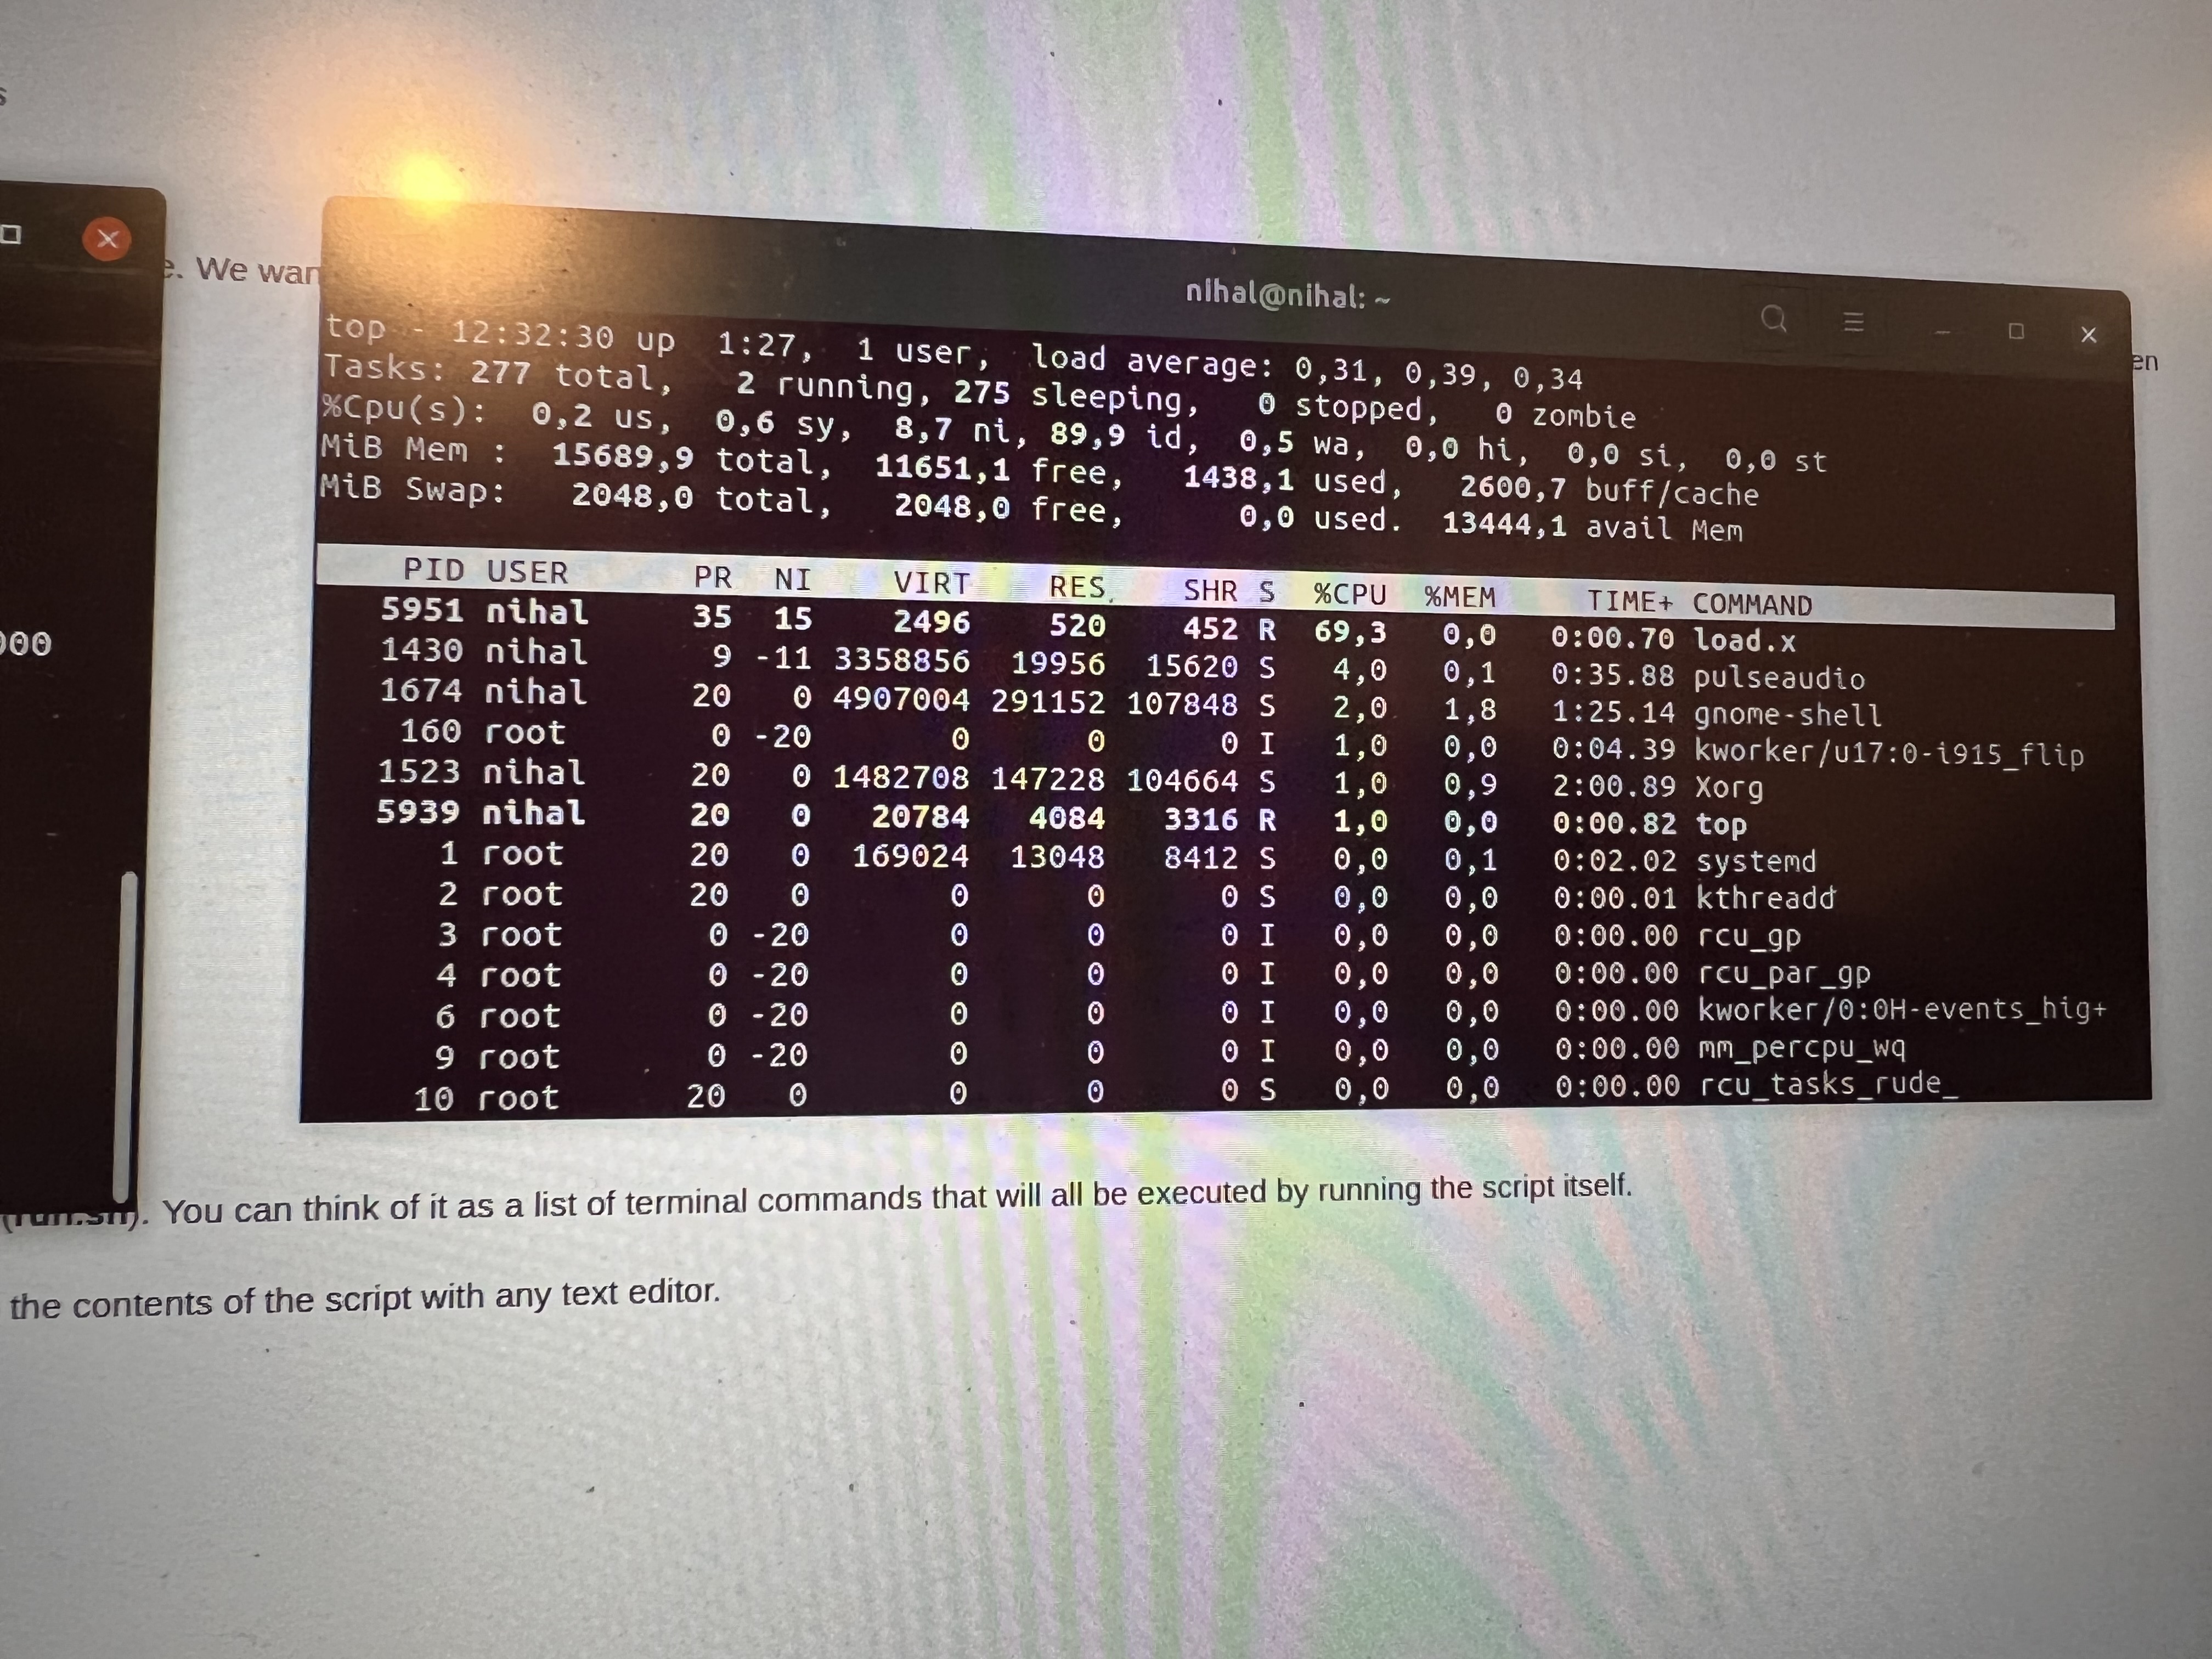 s
e. We wan
nihal@nihal: ~
en
top - 12:32:30 up  1:27,  1 user,  load average: 0,31, 0,39, 0,34
Tasks: 277 total,   2 running, 275 sleeping,   0 stopped,   0 zombie
%Cpu(s):  0,2 us,  0,6 sy,  8,7 ni, 89,9 id,  0,5 wa,  0,0 hi,  0,0 si,  0,0 st
MiB Mem :  15689,9 total,  11651,1 free,   1438,1 used,   2600,7 buff/cache
MiB Swap:   2048,0 total,   2048,0 free,      0,0 used.  13444,1 avail Mem
PID USER      PR  NI    VIRT    RES    SHR S  %CPU  %MEM     TIME+ COMMAND
5951 nihal     35  15    2496    520    452 R  69,3   0,0   0:00.70 load.x
1430 nihal      9 -11 3358856  19956  15620 S   4,0   0,1   0:35.88 pulseaudio
1674 nihal     20   0 4907004 291152 107848 S   2,0   1,8   1:25.14 gnome-shell
160 root       0 -20       0      0      0 I   1,0   0,0   0:04.39 kworker/u17:0-i915_flip
1523 nihal     20   0 1482708 147228 104664 S   1,0   0,9   2:00.89 Xorg
5939 nihal     20   0   20784   4084   3316 R   1,0   0,0   0:00.82 top
1 root      20   0  169024  13048   8412 S   0,0   0,1   0:02.02 systemd
2 root      20   0       0      0      0 S   0,0   0,0   0:00.01 kthreadd
3 root       0 -20       0      0      0 I   0,0   0,0   0:00.00 rcu_gp
4 root       0 -20       0      0      0 I   0,0   0,0   0:00.00 rcu_par_gp
6 root       0 -20       0      0      0 I   0,0   0,0   0:00.00 kworker/0:0H-events_hig+
9 root       0 -20       0      0      0 I   0,0   0,0   0:00.00 mm_percpu_wq
10 root      20   0       0      0      0 S   0,0   0,0   0:00.00 rcu_tasks_rude_
000
(run.sh). You can think of it as a list of terminal commands that will all be executed by running the script itself.
the contents of the script with any text editor.